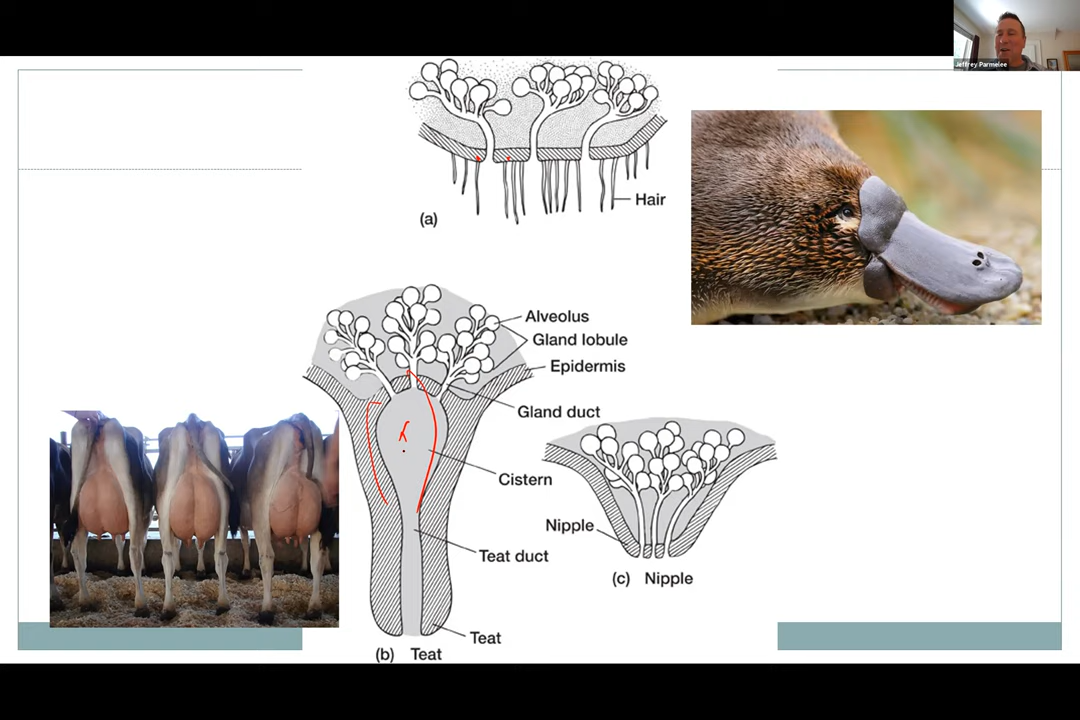 Jeffrey Parmelee
Hair
(a)
Alveolus
Gland lobule
Epidermis
Gland duct
Cistern
Nipple
Teat duct
(c) Nipple
Teat
(b) Teat